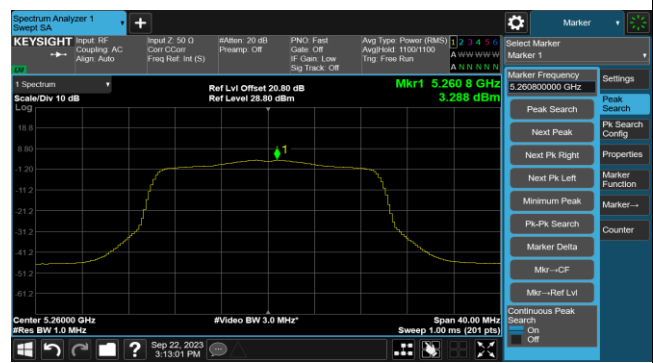 Spectrum Analyzer 1
Swept SA
+
Marker
KEYSIGHT
Input: RF
Coupling: AC
Align: Auto
Input Z: 50 Ω
Corr CCorr
Freq Ref: Int (S)
#Atten: 20 dB
Preamp: Off
PNO: Fast
Gate: Off
IF Gain: Low
Sig Track: Off
Avg Type: Power (RMS)
Avg|Hold: 1100/1100
Trig: Free Run
1 2 3 4 5 6
A W W W W W
A N N N N N
Select Marker
Marker 1
1 Spectrum
Scale/Div 10 dB
Log
Ref Lvl Offset 20.80 dB
Ref Level 28.80 dBm
Mkr1 5.260 8 GHz
3.288 dBm
18.8
8.80
-1.20
-11.2
-21.2
-31.2
-41.2
-51.2
-61.2
1
Center 5.26000 GHz
#Res BW 1.0 MHz
#Video BW 3.0 MHz*
Span 40.00 MHz
Sweep 1.00 ms (201 pts)
Marker Frequency
5.260800000 GHz
Peak Search
Next Peak
Next Pk Right
Next Pk Left
Minimum Peak
Pk-Pk Search
Marker Delta
Mkr→CF
Mkr→Ref Lvl
Continuous Peak
Search
On
Off
Settings
Peak
Search
Pk Search
Config
Properties
Marker
Function
Marker→
Counter
?
Sep 22, 2023
3:13:01 PM